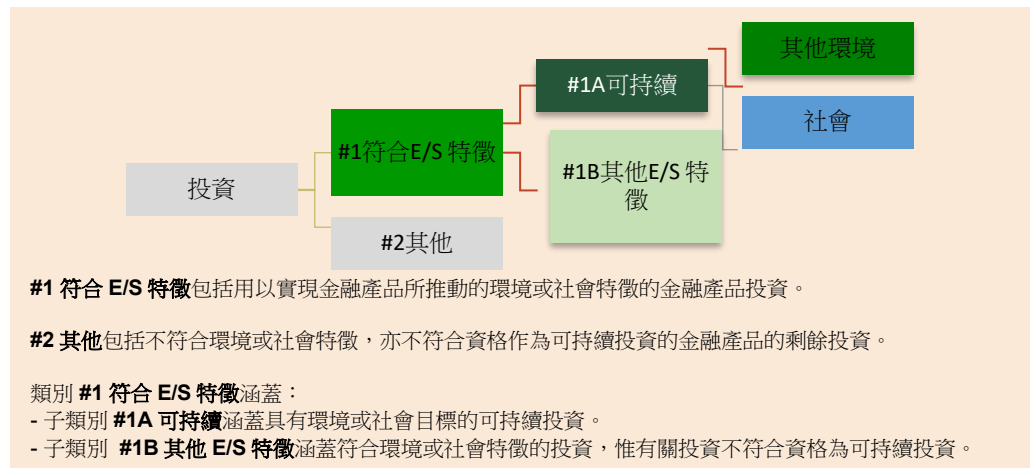 其他環境
#1A可持續
社會
#1符合E/S 特徵
#1B其他E/S 特
徵
投資
#2其他
#1 符合 E/S 特徵包括用以實現金融產品所推動的環境或社會特徵的金融產品投資。
#2 其他包括不符合環境或社會特徵，亦不符合資格作為可持續投資的金融產品的剩餘投資。
類別 #1 符合 E/S 特徵涵蓋：
- 子類別 #1A 可持續涵蓋具有環境或社會目標的可持續投資。
- 子類別 #1B 其他 E/S 特徵涵蓋符合環境或社會特徵的投資，惟有關投資不符合資格為可持續投資。